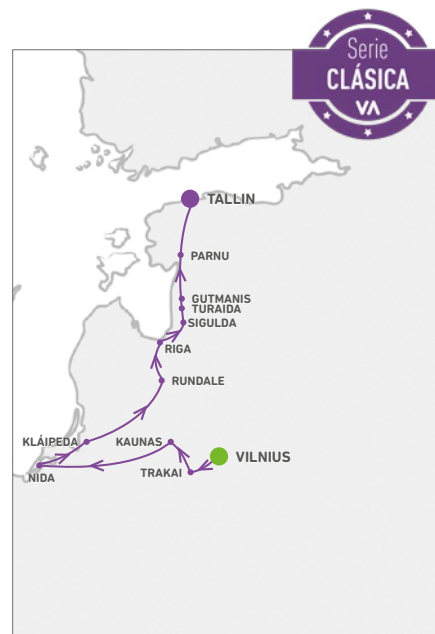 Serie
CLÁSICA
VA
TALLIN
PARNU
GUTMANIS
TURAIDA
SIGULDA
RIGA
RUNDALE
KLÁIPEDA
KAUNAS
VILNIUS
NIDA
TRAKAI